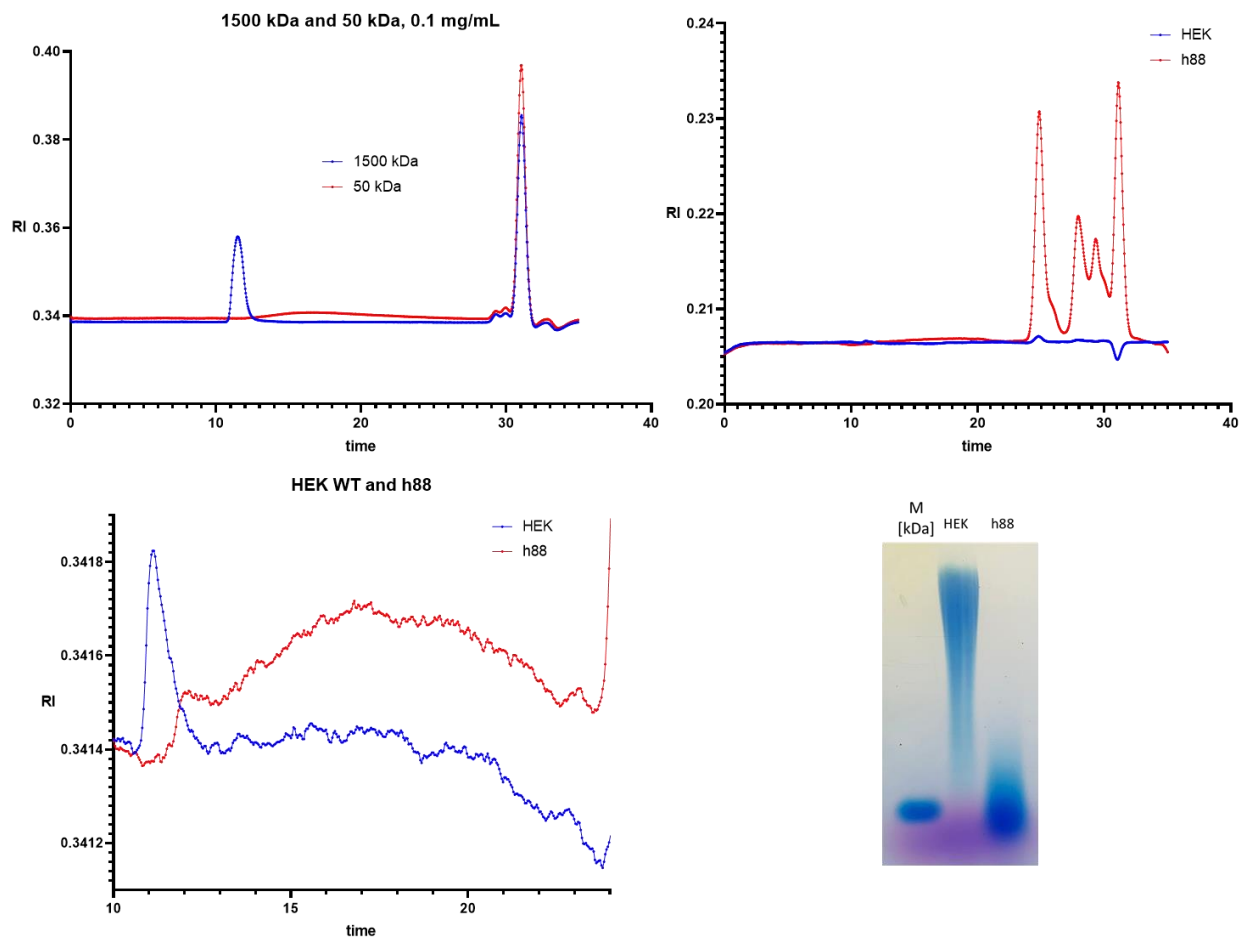 1500 kDa and 50 kDa, 0.1 mg/mL
0.40
0.38
0.36
0.34
0.32
RI
1500 kDa
50 kDa
0
10
20
30
40
time
0.24
0.23
0.22
0.21
0.20
RI
HEK
h88
0
10
20
30
40
time
HEK WT and h88
0.3418
0.3416
0.3414
0.3412
RI
HEK
h88
10
15
20
time
M
[kDa] HEK h88